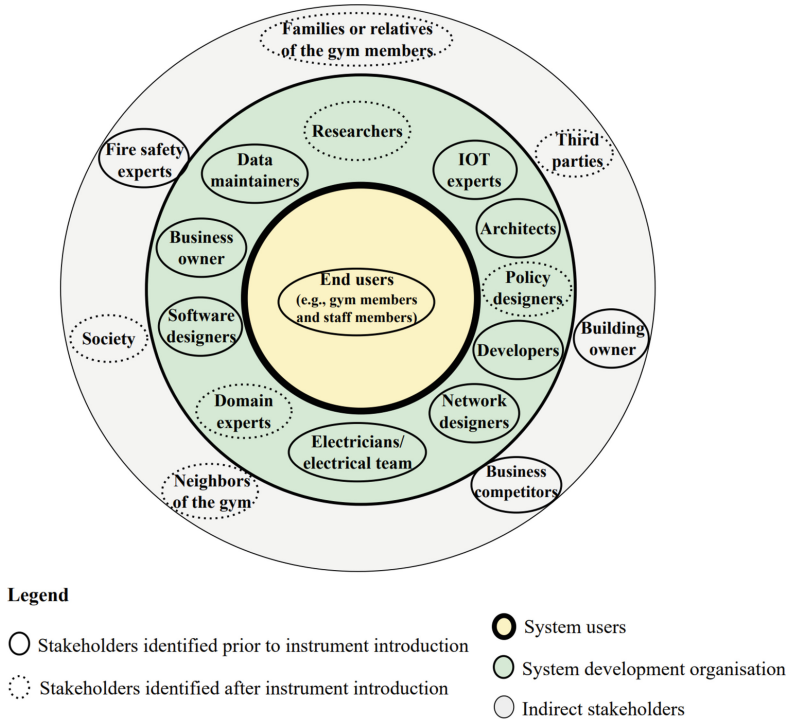 Families or relatives
of the gym members
Researchers
Fire safety
experts
Data
maintainers
IOT
experts
Third
parties
Architects
Business
owner
Policy
designers
End users
(e.g., gym members
and staff members)
Software
designers
Society
Building
owner
Developers
Domain
experts
Network
designers
Electricians/
electrical team
Neighbors
of the gym
Business
competitors
Legend
Stakeholders identified prior to instrument introduction
Stakeholders identified after instrument introduction
System users
System development organisation
Indirect stakeholders